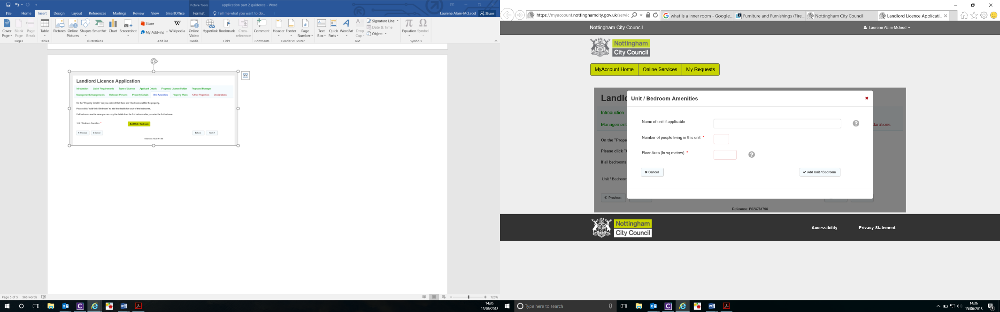 Picture Tools
application part 2 guidence - Word
File Home Insert Design Layout References Mailings Review View SmartOffice Format Tell me what you want to do... Laurene Alam-McLeod Share
Cover Page
Blank Page
Page Break
Table
Pictures
Online Pictures
Shapes
SmartArt
Chart
Screenshot
Store
My Add-ins
Wikipedia
Online Video
Hyperlink
Bookmark
Cross-reference
Comment
Header
Footer
Page Number
Text Box
Quick Parts
WordArt
Drop Cap
Signature Line
Date & Time
Object
Equation
Symbol
Pages Tables Illustrations Add-ins Media Links Comments Header & Footer Text Symbols
Landlord Licence Application
Introduction List of Requirements Type of Licence Applicant Details Proposed Licence Holder Proposed Manager
Management Arrangements Relevant Persons Property Details Unit Amenities Property Plans Other Properties Declarations
On the "Property Details" tab you entered that there are 1 bedrooms within the property.
Please click "Add Unit / Bedroom" to add the details for each of the bedrooms.
If all bedrooms are the same you can copy the details from the first bedroom after you enter the first bedroom
Unit / Bedroom Amenities * Add Unit / Bedroom
Previous Cancel Save Next
Reference: FS28761798
Page 5 of 5 566 words 120%
14:36
15/06/2018
https://myaccount.nottinghamcity.gov.uk/servic
what is a inner room - Google...
Furniture and Furnishings (Fire...
Nottingham City Council
Landlord Licence Applicati...
Nottingham City Council
Laurene Alam-Mcleod
Nottingham
City Council
MyAccount Home Online Services My Requests
Landlo
Introduction
Management
On the "Prope
Please click "A
If all bedrooms
Unit / Bedroom
Previous
clarations
Unit / Bedroom Amenities
Name of unit if applicable
Number of people living in this unit *
Floor Area (in sq metres) *
Cancel Add Unit / Bedroom
Reference: FS28761798
Nottingham
City Council
Accessibility Privacy Statement
Type here to search
14:36
15/06/2018